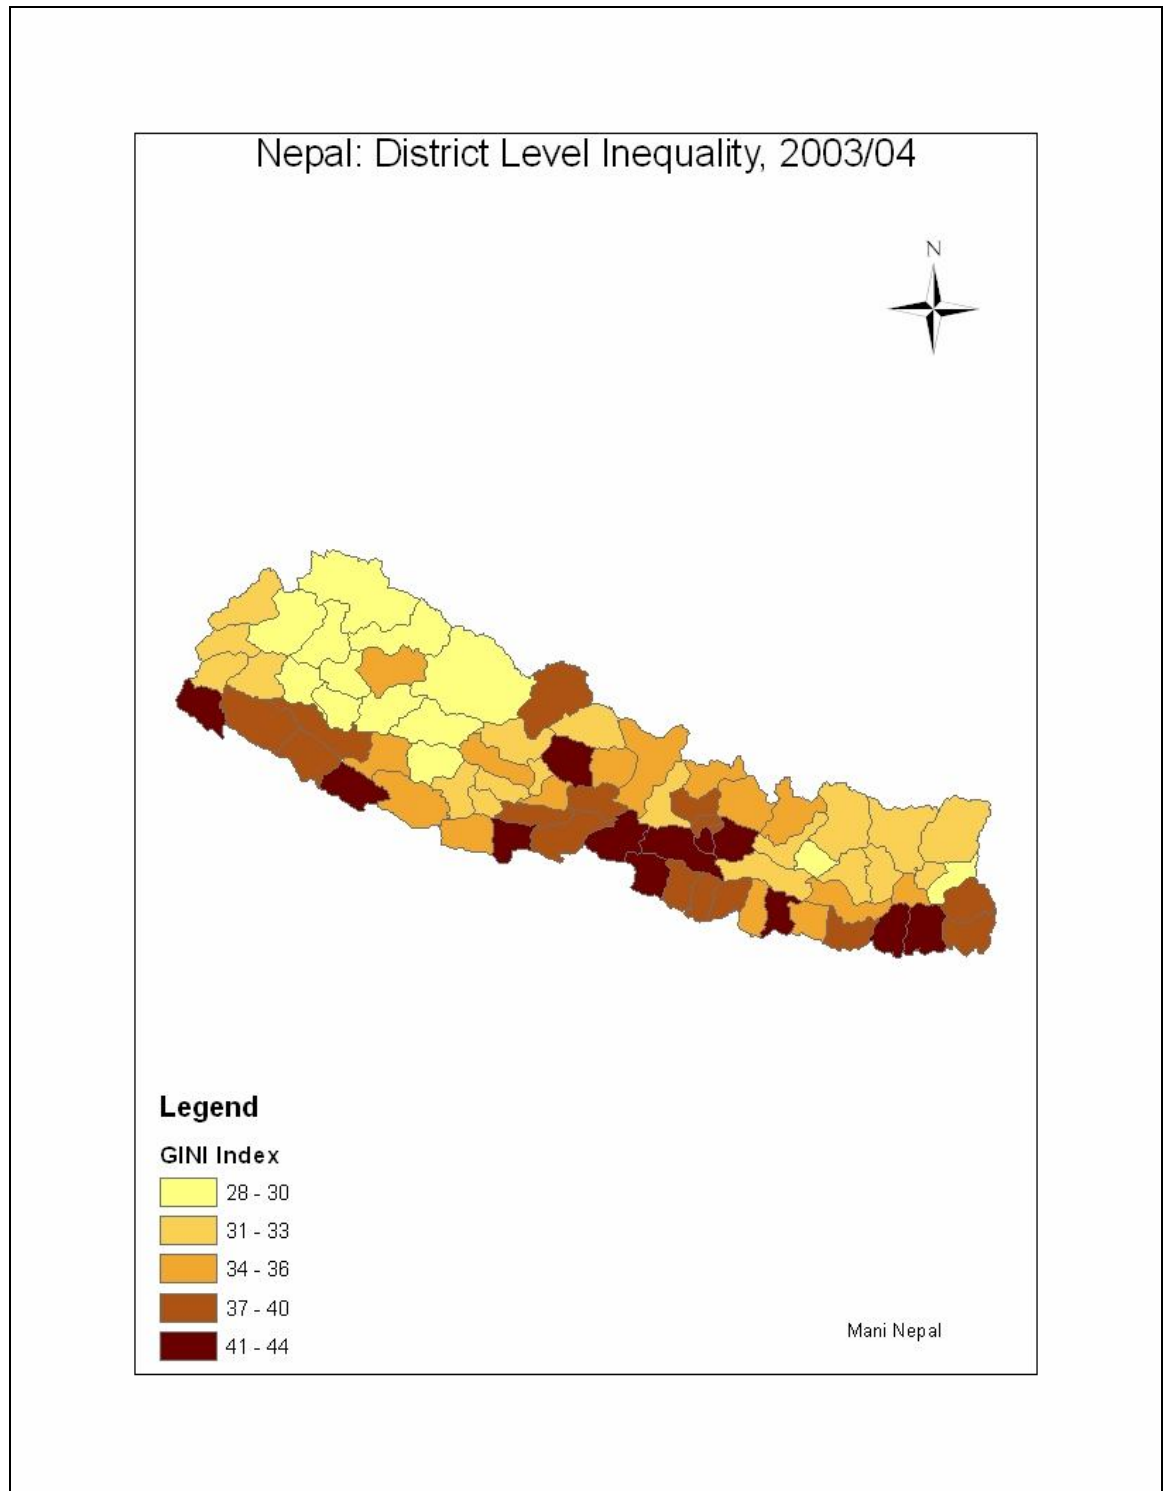 Nepal: District Level Inequality, 2003/04
N
Legend
GINI Index
28 - 30
31 - 33
34 - 36
37 - 40
41 - 44
Mani Nepal